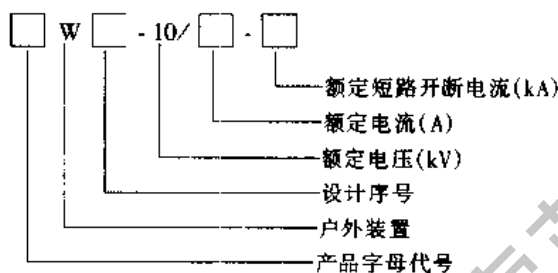 □W□-10/□-□
额定短路开断电流(kA)
额定电流(A)
额定电压(kV)
设计序号
户外装置
产品字母代号